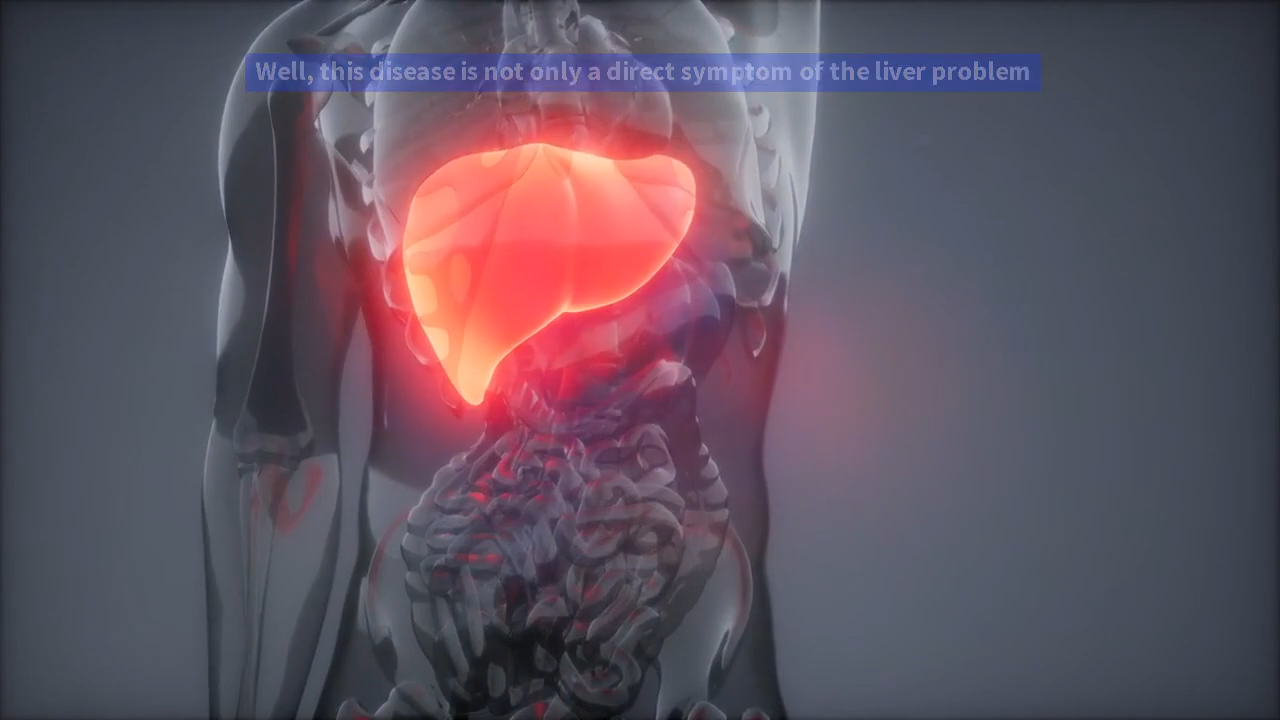 Well, this disease is not only a direct symptom of the liver problem